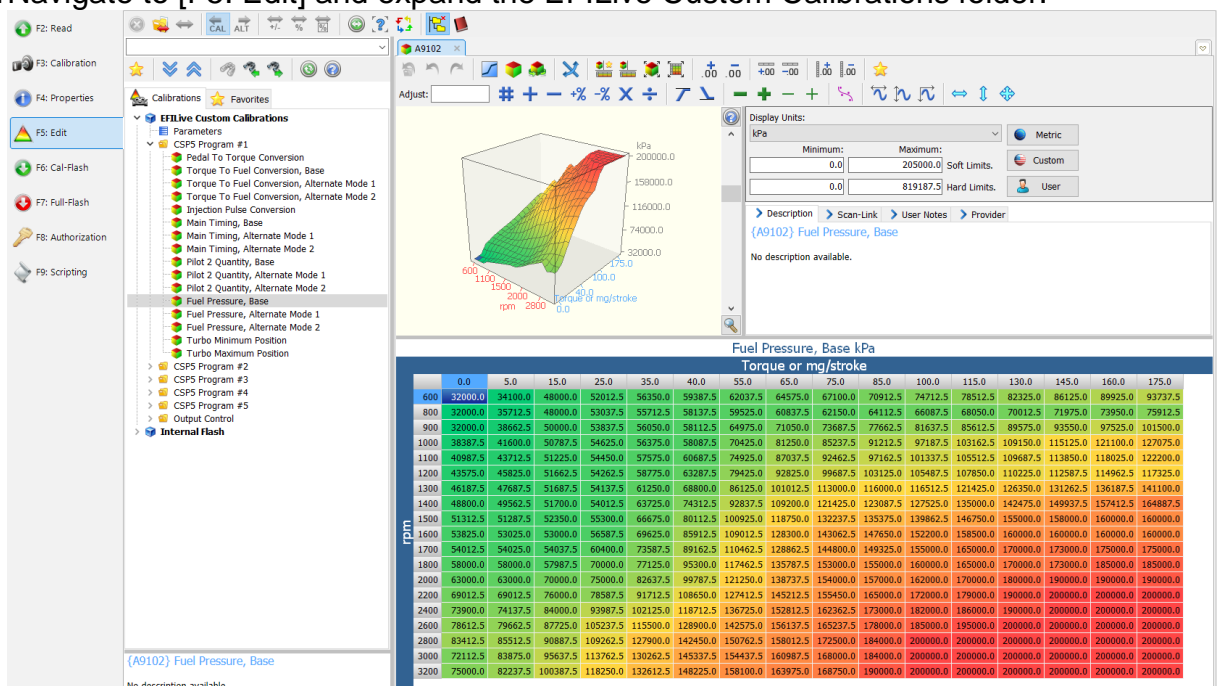 Navigate to [F5: Edit] and expand the EFILive Custom Calibrations folder.
F2: Read
F3: Calibration
F4: Properties
F5: Edit
F6: Cal-Flash
F7: Full-Flash
F8: Authorization
F9: Scripting
CAL ALT +/- % %
Calibrations Favorites
EFILive Custom Calibrations
Parameters
CSP5 Program #1
Pedal To Torque Conversion
Torque To Fuel Conversion, Base
Torque To Fuel Conversion, Alternate Mode 1
Torque To Fuel Conversion, Alternate Mode 2
Injection Pulse Conversion
Main Timing, Base
Main Timing, Alternate Mode 1
Main Timing, Alternate Mode 2
Pilot 2 Quantity, Base
Pilot 2 Quantity, Alternate Mode 1
Pilot 2 Quantity, Alternate Mode 2
Fuel Pressure, Base
Fuel Pressure, Alternate Mode 1
Fuel Pressure, Alternate Mode 2
Turbo Minimum Position
Turbo Maximum Position
CSP5 Program #2
CSP5 Program #3
CSP5 Program #4
CSP5 Program #5
Output Control
Internal Flash
{A9102} Fuel Pressure, Base
No description available.
A9102
.00 .00 +00 -00 .00 .00
Adjust:
kPa
200000.0
158000.0
116000.0
74000.0
32000.0
175.0
100.0
40.0
0.0
Torque or mg/stroke
600
1100
1500
2000
2800
rpm
Display Units:
kPa
Metric
Minimum: Maximum:
0.0 205000.0 Soft Limits.
Custom
0.0 819187.5 Hard Limits.
User
Description Scan-Link User Notes Provider
{A9102} Fuel Pressure, Base
No description available.
Fuel Pressure, Base kPa
Torque or mg/stroke
rpm
0.0 5.0 15.0 25.0 35.0 40.0 55.0 65.0 75.0 85.0 100.0 115.0 130.0 145.0 160.0 175.0
600 32000.0 34100.0 48000.0 52012.5 56350.0 59387.5 62037.5 64575.0 67100.0 70912.5 74712.5 78512.5 82325.0 86125.0 89925.0 93737.5
800 32000.0 35712.5 48000.0 53037.5 55712.5 58137.5 59525.0 60837.5 62150.0 64112.5 66087.5 68050.0 70012.5 71975.0 73950.0 75912.5
900 32000.0 38662.5 50000.0 53837.5 56050.0 58112.5 64975.0 71050.0 73687.5 77662.5 81637.5 85612.5 89575.0 93550.0 97525.0 101500.0
1000 38387.5 41600.0 50787.5 54625.0 56375.0 58087.5 70425.0 81250.0 85237.5 91212.5 97187.5 103162.5 109150.0 115125.0 121100.0 127075.0
1100 40987.5 43712.5 51225.0 54450.0 57575.0 60687.5 74925.0 87037.5 92462.5 97162.5 101337.5 105512.5 109687.5 113850.0 118025.0 122200.0
1200 43575.0 45825.0 51662.5 54262.5 58775.0 63287.5 79425.0 92825.0 99687.5 103125.0 105487.5 107850.0 110225.0 112587.5 114962.5 117325.0
1300 46187.5 47687.5 51687.5 54137.5 61250.0 68800.0 86125.0 101012.5 113000.0 116000.0 116512.5 121425.0 126350.0 131262.5 136187.5 141100.0
1400 48800.0 49562.5 51700.0 54012.5 63725.0 74312.5 92837.5 109200.0 121425.0 123087.5 127525.0 135000.0 142475.0 149937.5 157412.5 164887.5
1500 51312.5 51287.5 52350.0 55300.0 66675.0 80112.5 100925.0 118750.0 132237.5 135375.0 139862.5 146750.0 155000.0 158000.0 160000.0 160000.0
1600 53825.0 53025.0 53000.0 56587.5 69625.0 85912.5 109012.5 128300.0 143062.5 147650.0 152200.0 158500.0 160000.0 160000.0 160000.0 160000.0
1700 54012.5 54025.0 54037.5 60400.0 73587.5 89162.5 110462.5 128862.5 144800.0 149325.0 155000.0 165000.0 170000.0 173000.0 175000.0 175000.0
1800 58000.0 58000.0 57987.5 70000.0 77125.0 95300.0 117462.5 135787.5 153000.0 155000.0 160000.0 165000.0 170000.0 173000.0 185000.0 185000.0
2000 63000.0 63000.0 70000.0 75000.0 82637.5 99787.5 121250.0 138737.5 154000.0 157000.0 162000.0 170000.0 180000.0 190000.0 190000.0 190000.0
2200 69012.5 69012.5 76000.0 78587.5 91712.5 108650.0 127412.5 145212.5 155450.0 165000.0 172000.0 179000.0 190000.0 200000.0 200000.0 200000.0
2400 73900.0 74137.5 84000.0 93987.5 102125.0 118712.5 136725.0 152812.5 162362.5 173000.0 182000.0 186000.0 190000.0 200000.0 200000.0 200000.0
2600 78612.5 79662.5 87725.0 105237.5 115500.0 128900.0 142575.0 156137.5 165237.5 178000.0 185000.0 195000.0 200000.0 200000.0 200000.0 200000.0
2800 83412.5 85512.5 90887.5 109262.5 127900.0 142450.0 150762.5 158012.5 172500.0 184000.0 200000.0 200000.0 200000.0 200000.0 200000.0 200000.0
3000 72112.5 83875.0 95637.5 113762.5 130262.5 145337.5 154437.5 160987.5 168000.0 184000.0 200000.0 200000.0 200000.0 200000.0 200000.0 200000.0
3200 75000.0 82237.5 100387.5 118250.0 132612.5 148225.0 158100.0 163975.0 168750.0 190000.0 200000.0 200000.0 200000.0 200000.0 200000.0 200000.0